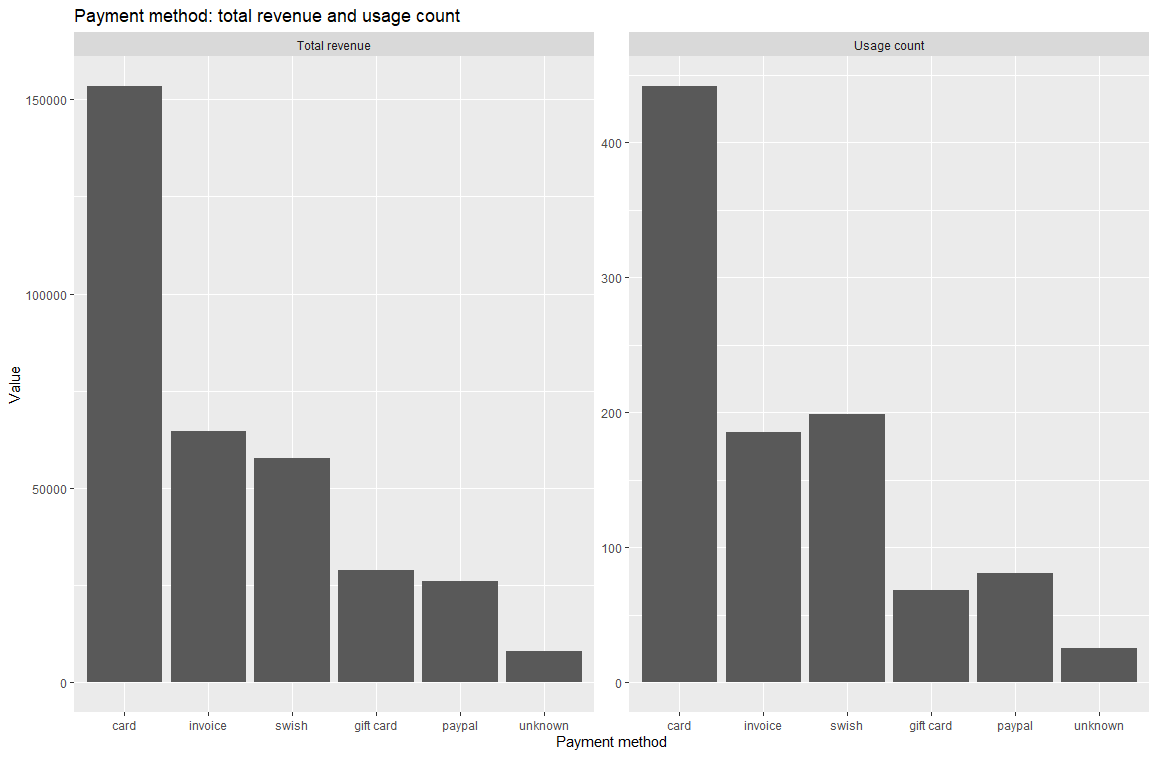 Payment method: total revenue and usage count
Total revenue
Usage count
Value
150000
100000
50000
0
400
300
200
100
0
card
invoice
swish
gift card
paypal
unknown
card
invoice
swish
gift card
paypal
unknown
Payment method